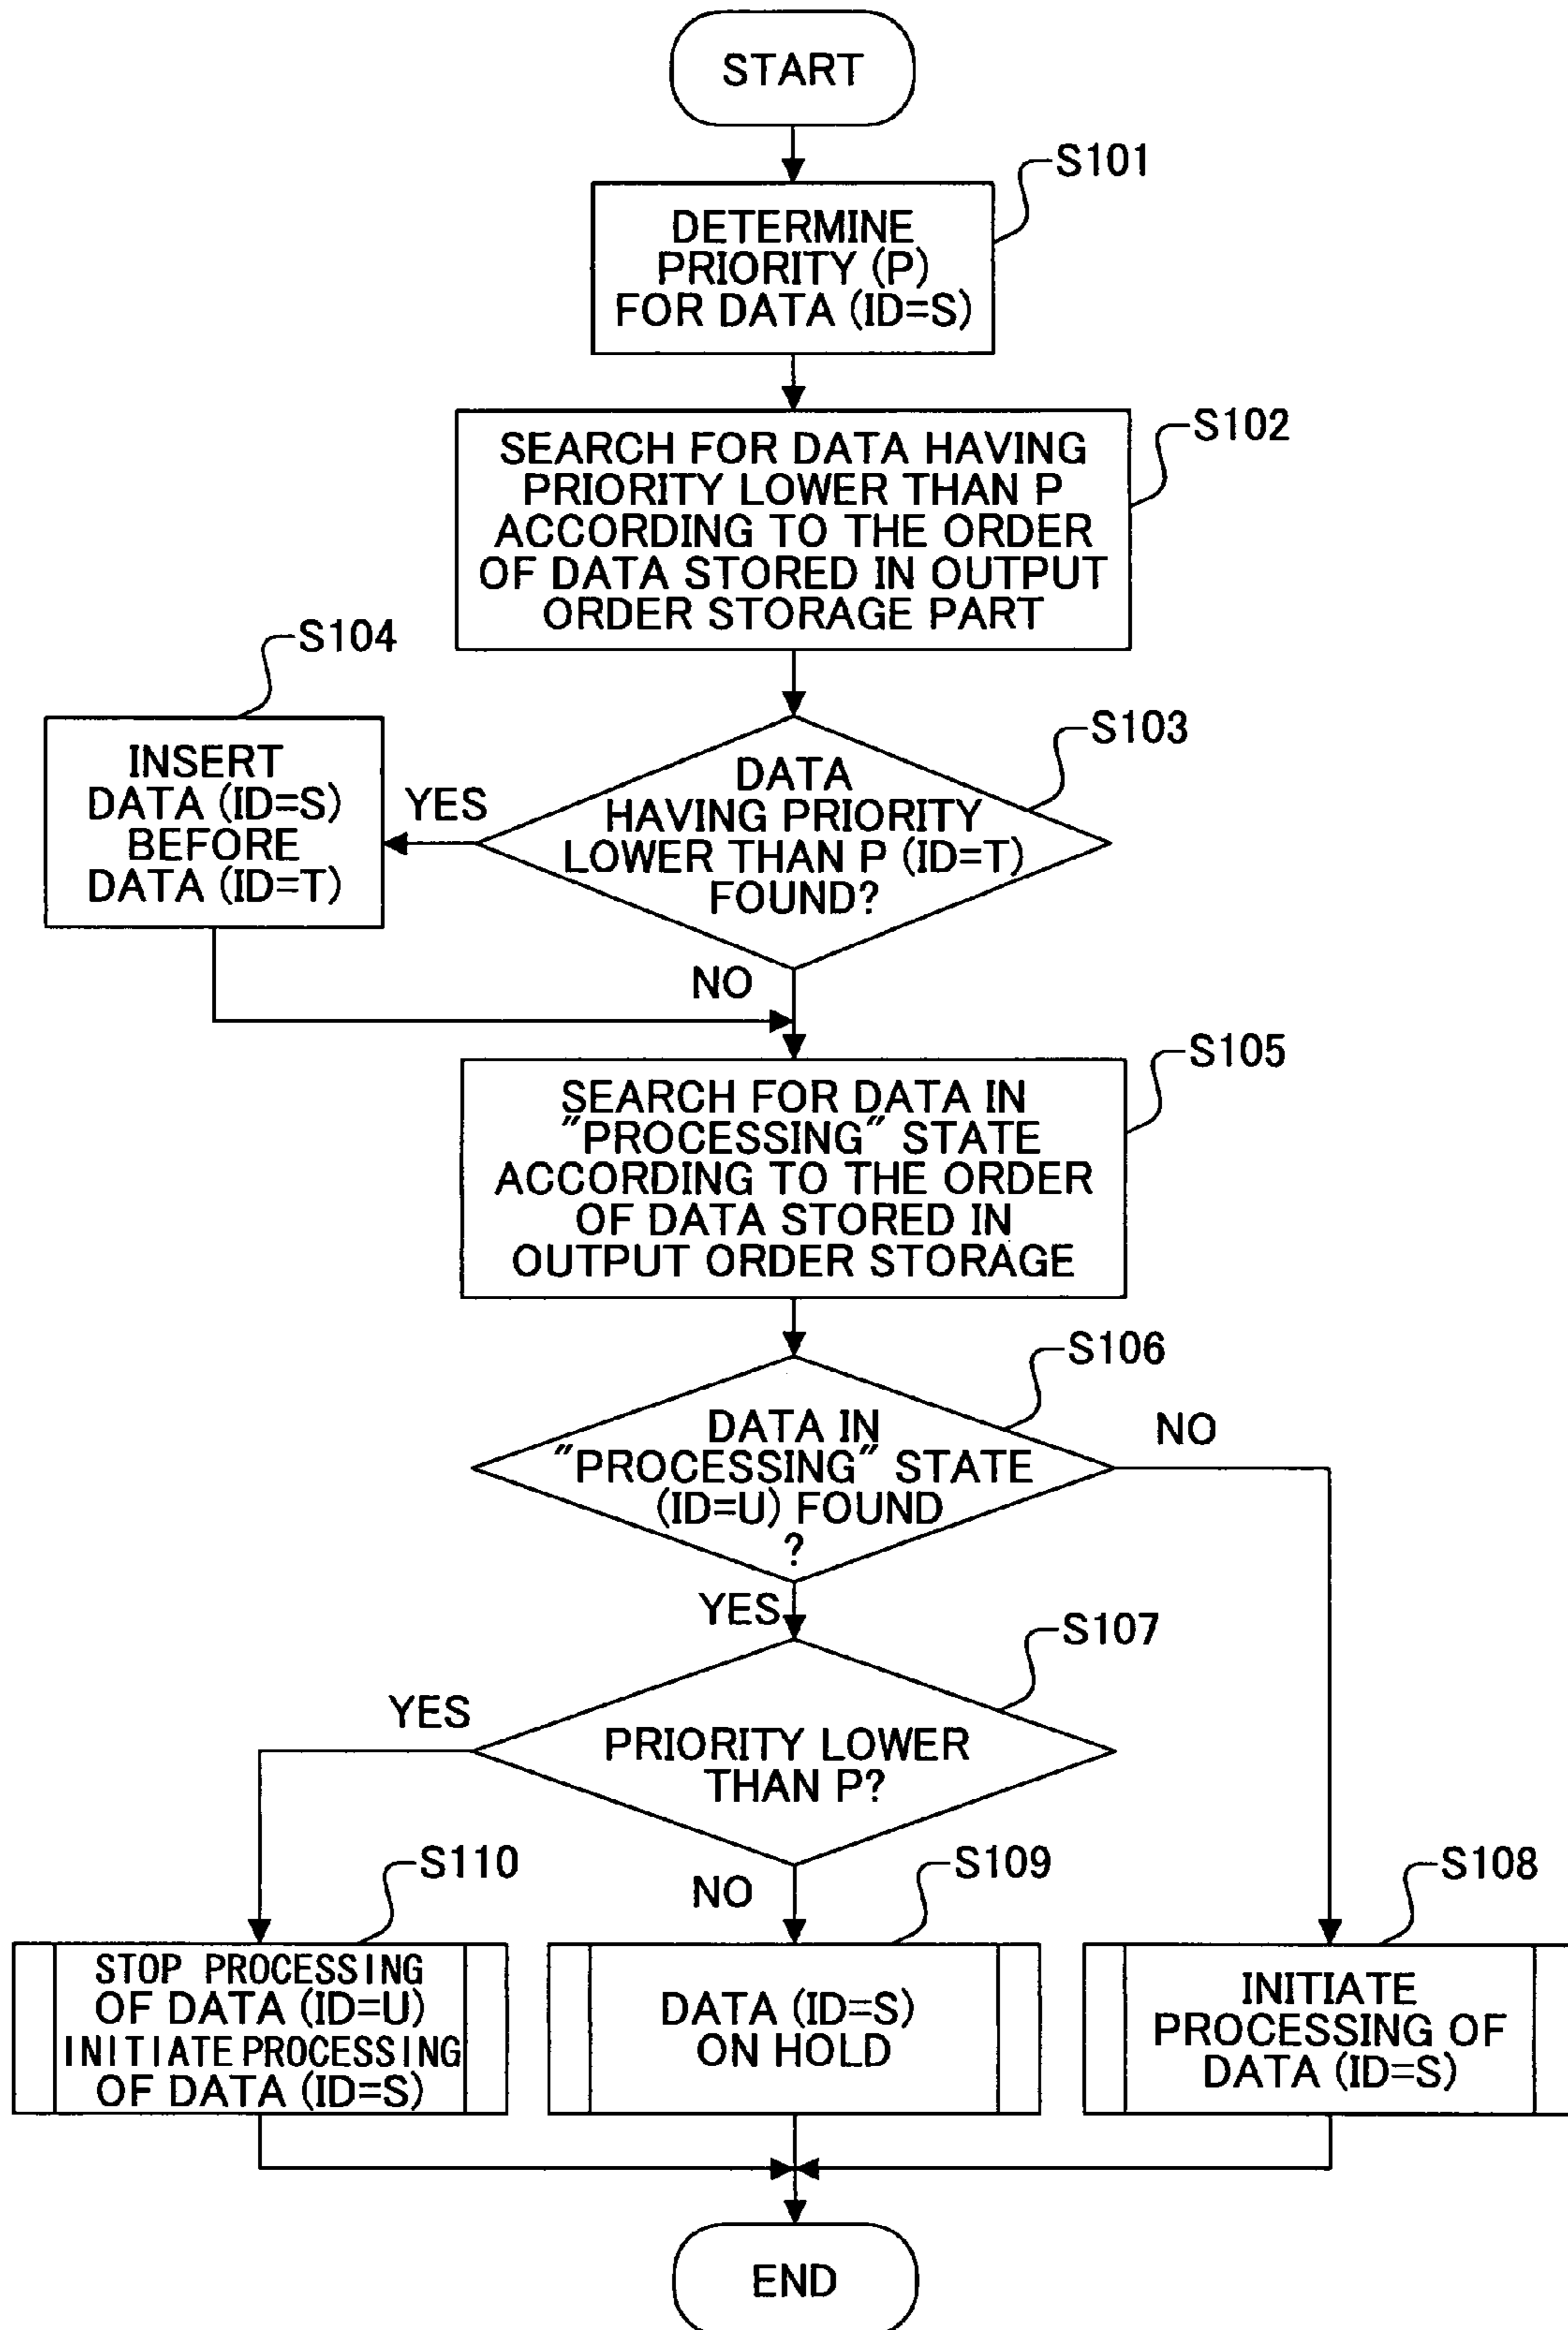 START
S101
DETERMINE
PRIORITY (P)
FOR DATA (ID=S)
S102
SEARCH FOR DATA HAVING
PRIORITY LOWER THAN P
ACCORDING TO THE ORDER
OF DATA STORED IN OUTPUT
ORDER STORAGE PART
S104
INSERT
DATA (ID=S)
BEFORE
DATA (ID=T)
YES
S103
DATA
HAVING PRIORITY
LOWER THAN P (ID=T)
FOUND?
NO
S105
SEARCH FOR DATA IN
"PROCESSING" STATE
ACCORDING TO THE ORDER
OF DATA STORED IN
OUTPUT ORDER STORAGE
S106
DATA IN
"PROCESSING" STATE
(ID=U) FOUND
?
NO
YES
S107
PRIORITY LOWER
THAN P?
YES
NO
S110
STOP PROCESSING
OF DATA (ID=U)
INITIATE PROCESSING
OF DATA (ID=S)
S109
DATA (ID=S)
ON HOLD
S108
INITIATE
PROCESSING OF
DATA (ID=S)
END